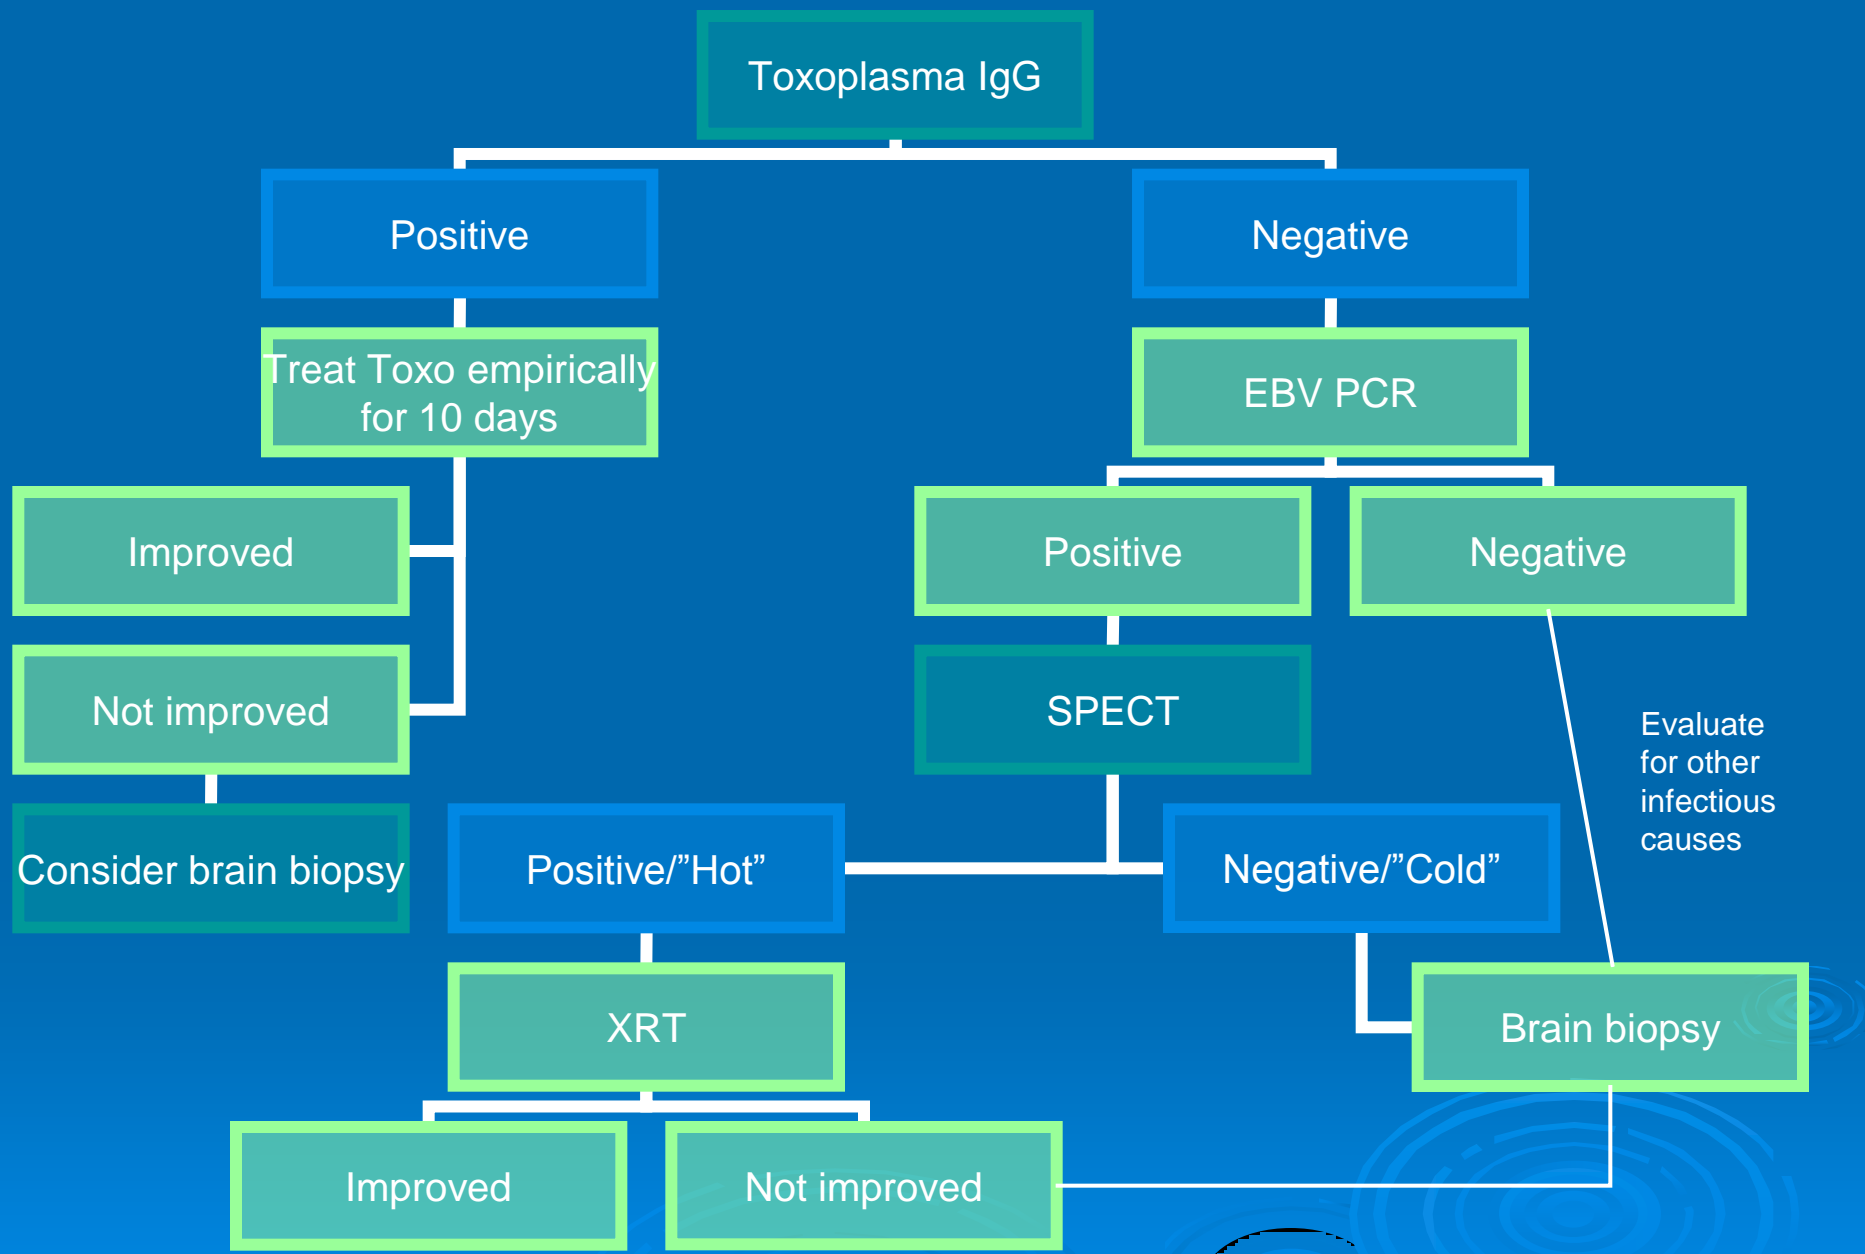 Toxoplasma IgG
Positive
Negative
Treat Toxo empirically
for 10 days
EBV PCR
Improved
Positive
Negative
Not improved
SPECT
Evaluate
for other
infectious
causes
Consider brain biopsy
Positive/”Hot”
Negative/”Cold”
XRT
Brain biopsy
Improved
Not improved